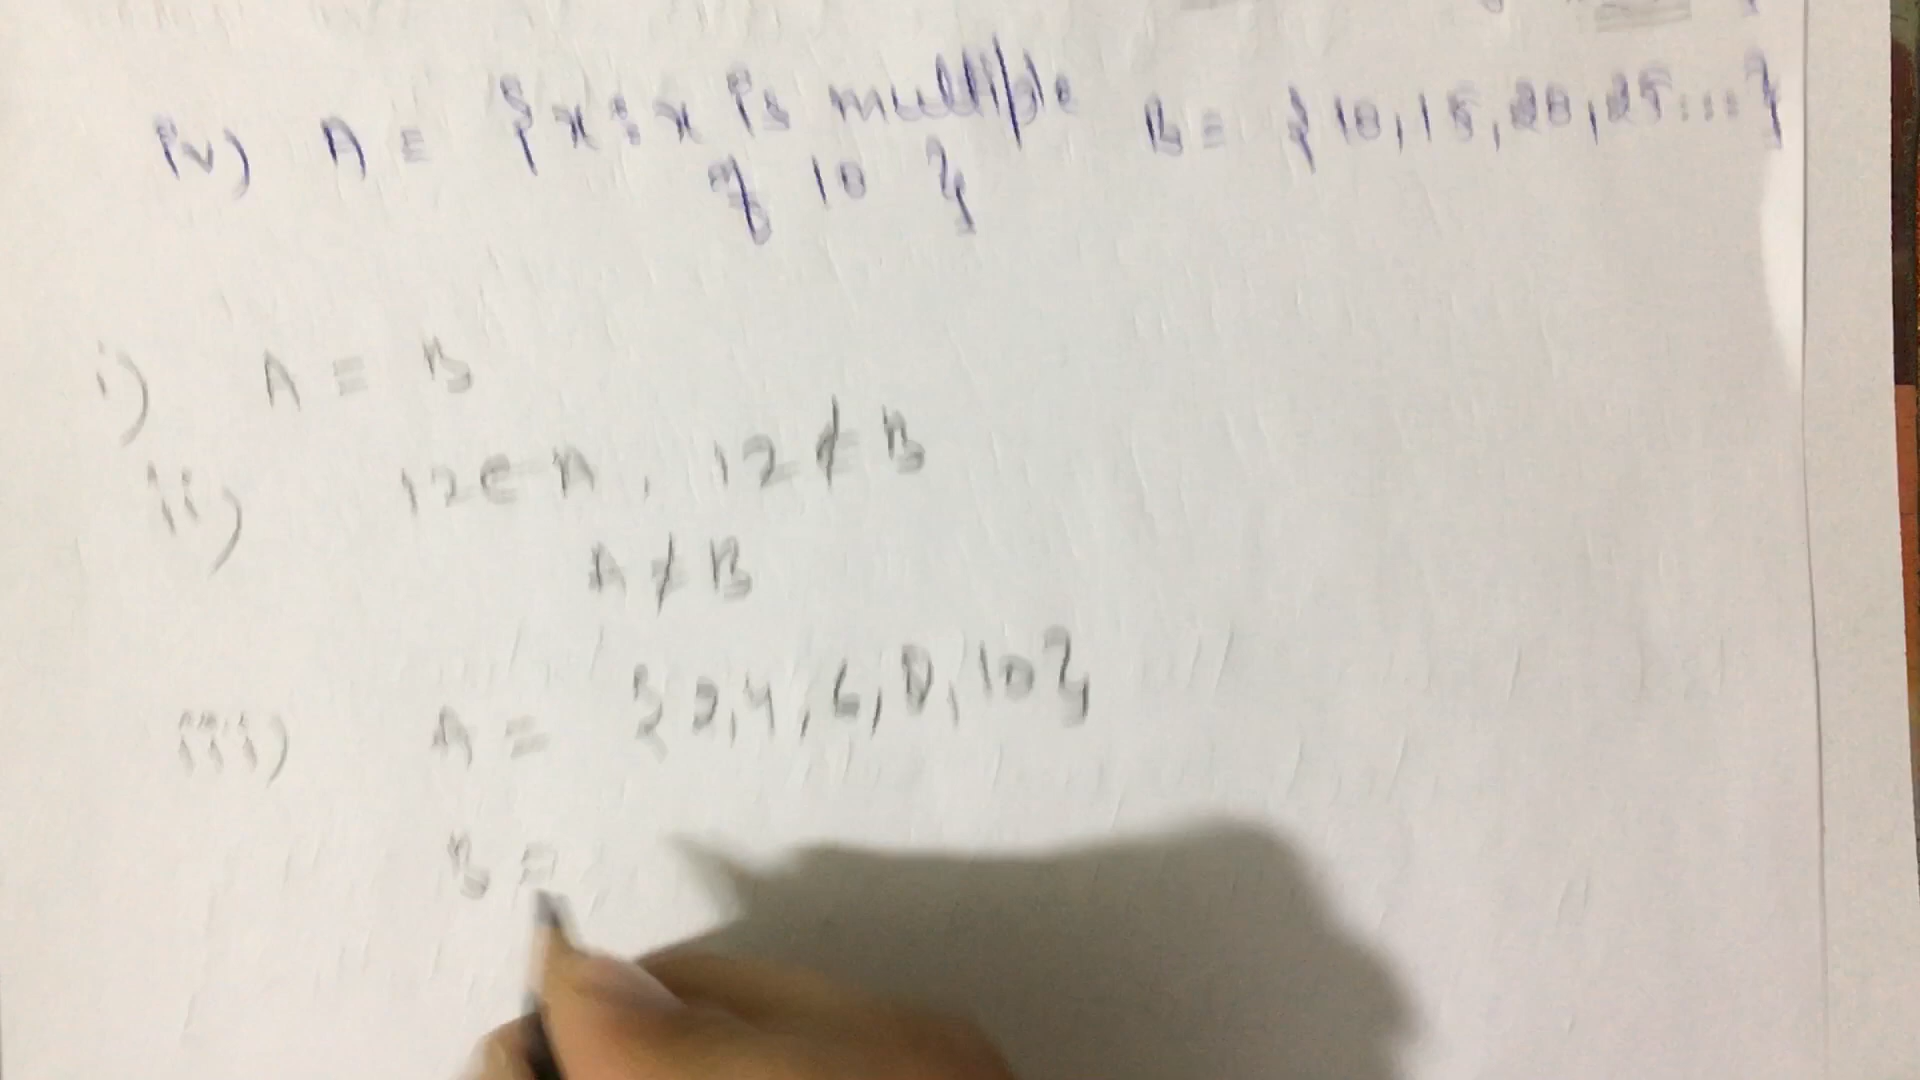 iv) A = {x : x is multiple B = {10, 15, 20, 25 ... }
of 10 }
i) A = B
ii) 12 ∈ A, 12 ∉ B
A ≠ B
iii) A = {2, 4, 6, 8, 10}
B =